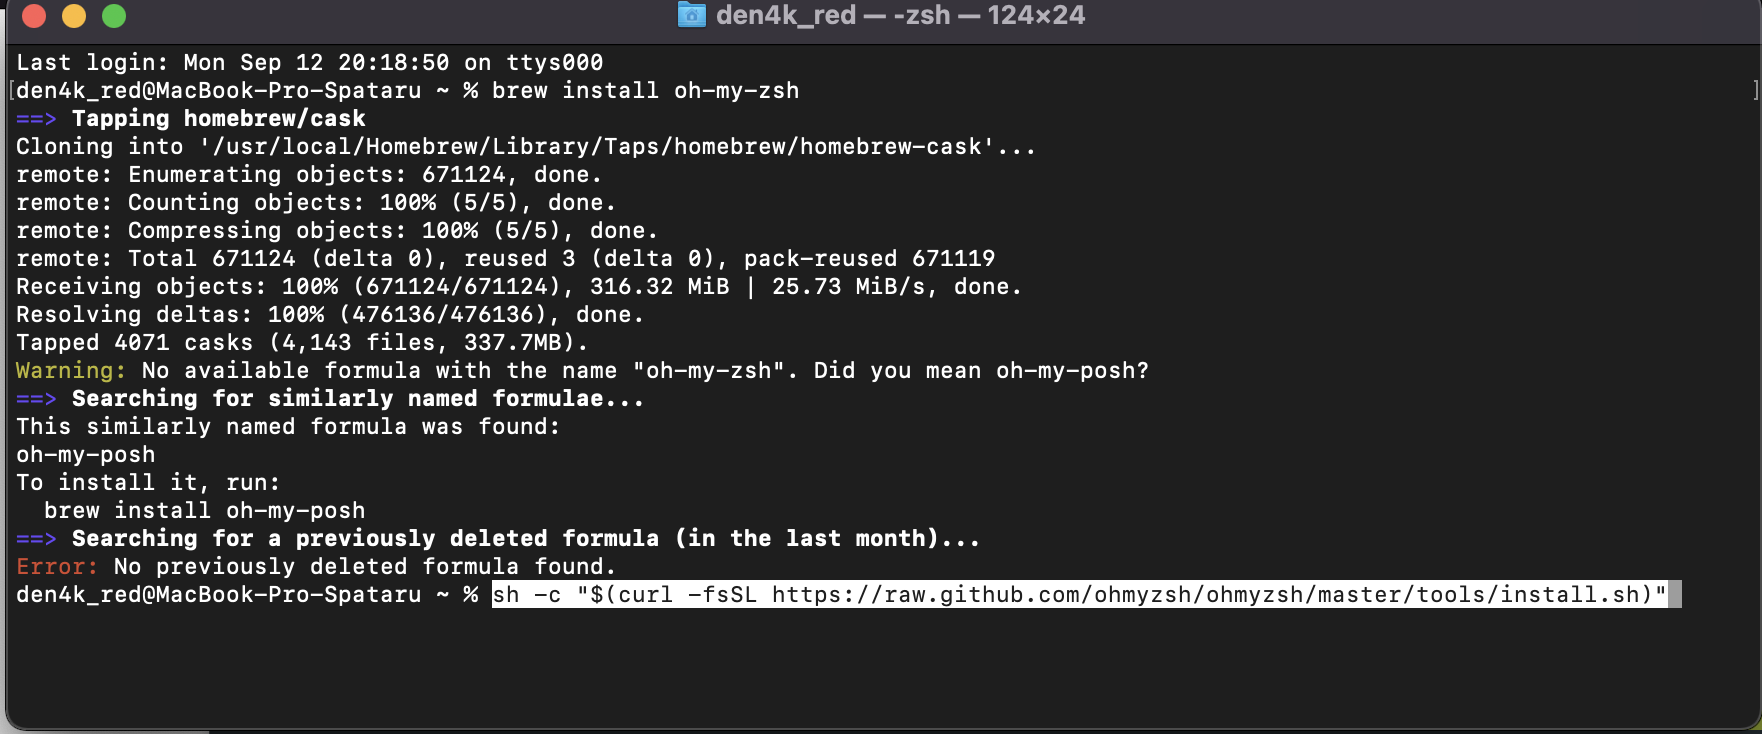 den4k_red — -zsh — 124×24
Last login: Mon Sep 12 20:18:50 on ttys000
[den4k_red@MacBook-Pro-Spataru ~ % brew install oh-my-zsh ]
==> Tapping homebrew/cask
Cloning into '/usr/local/Homebrew/Library/Taps/homebrew/homebrew-cask'...
remote: Enumerating objects: 671124, done.
remote: Counting objects: 100% (5/5), done.
remote: Compressing objects: 100% (5/5), done.
remote: Total 671124 (delta 0), reused 3 (delta 0), pack-reused 671119
Receiving objects: 100% (671124/671124), 316.32 MiB | 25.73 MiB/s, done.
Resolving deltas: 100% (476136/476136), done.
Tapped 4071 casks (4,143 files, 337.7MB).
Warning: No available formula with the name "oh-my-zsh". Did you mean oh-my-posh?
==> Searching for similarly named formulae...
This similarly named formula was found:
oh-my-posh
To install it, run:
  brew install oh-my-posh
==> Searching for a previously deleted formula (in the last month)...
Error: No previously deleted formula found.
den4k_red@MacBook-Pro-Spataru ~ % sh -c "$(curl -fsSL https://raw.github.com/ohmyzsh/ohmyzsh/master/tools/install.sh)"